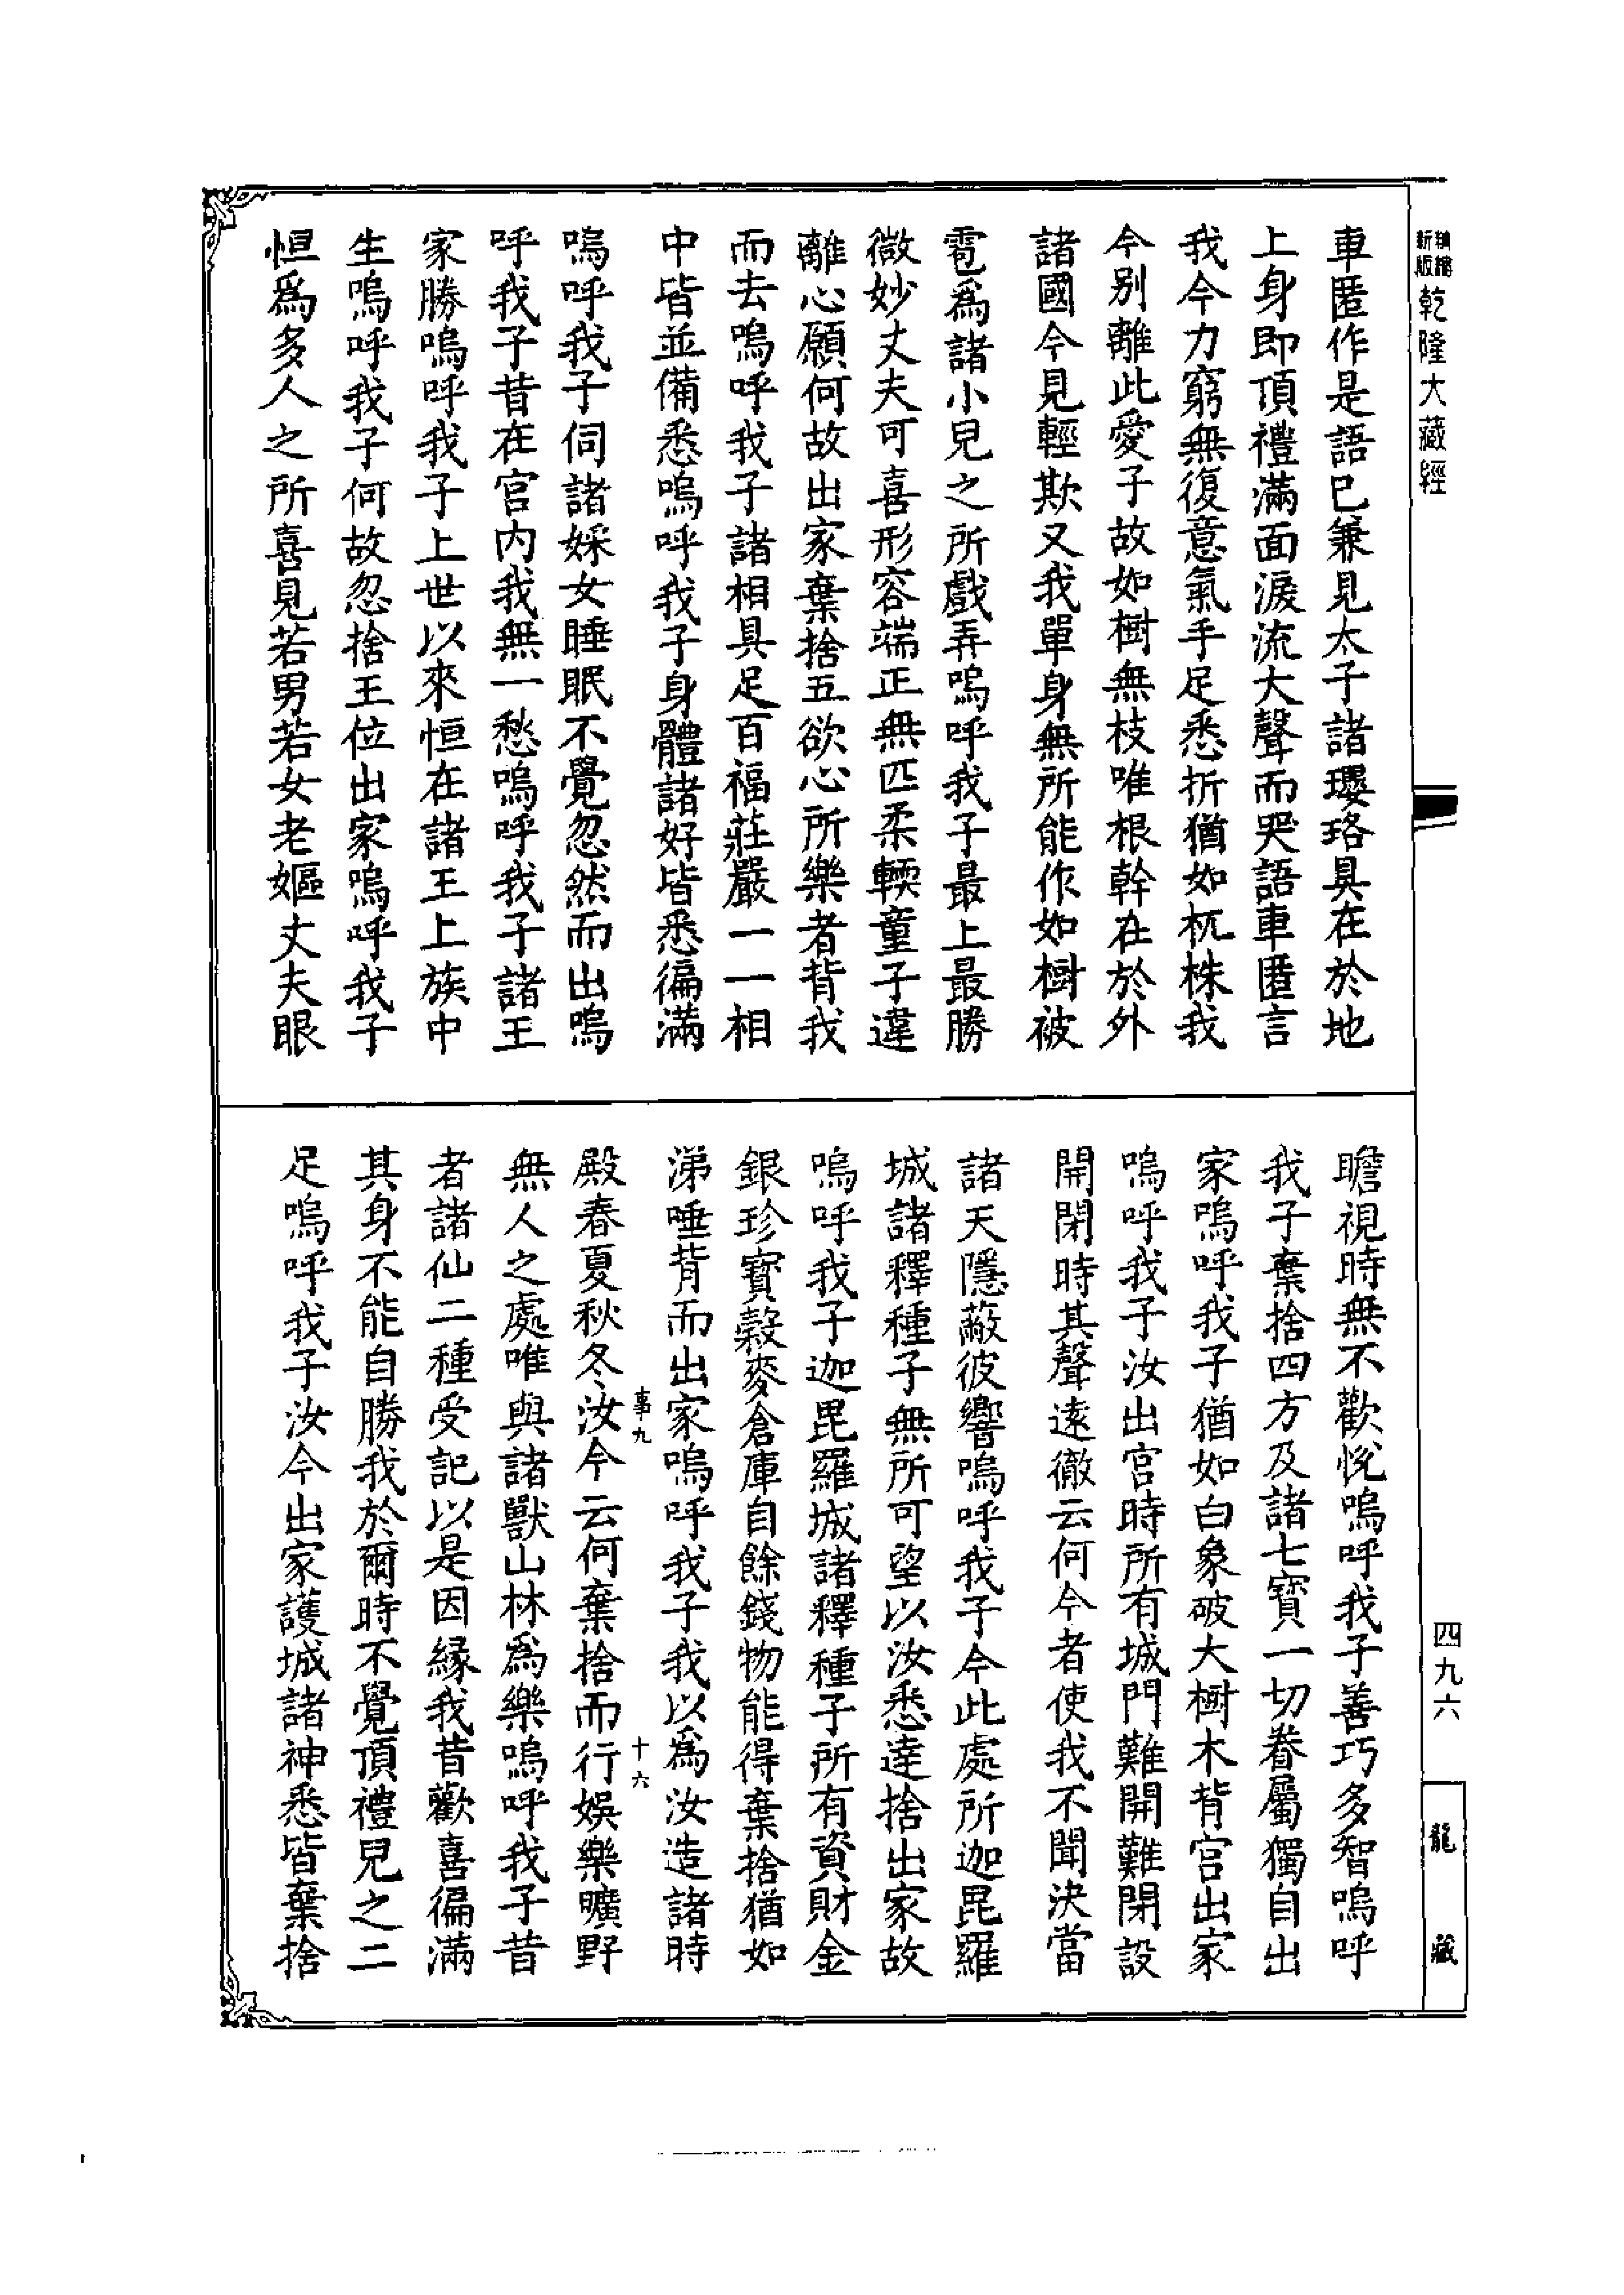 新版
精譜
乾隆大藏經
車匿作是語已兼見太子諸瓔珞具在於地
上身即頂禮滿面淚流大聲而哭語車匿言
我今力窮無復意氣手足悉折猶如杌株我
今別離此愛子故如樹無枝唯根幹在於外
諸國今見輕欺又我單身無所能作如樹被
雹爲諸小兒之所戲弄嗚呼我子最上最勝
微妙丈夫可喜形容端正無匹柔輭童子違
離心願何故出家棄捨五欲心所樂者背我
而去嗚呼我子諸相具足百福莊嚴一一相
中皆並備悉嗚呼我子身體諸好皆悉徧滿
嗚呼我子伺諸婇女睡眠不覺忽然而出嗚
呼我子昔在宮內我無一愁嗚呼我子諸王
家勝嗚呼我子上世以來恒在諸王上族中
生嗚呼我子何故忽捨王位出家嗚呼我子
恒爲多人之所喜見若男若女老嫗丈夫眼
瞻視時無不歡悅嗚呼我子善巧多智嗚呼
我子棄捨四方及諸七寶一切眷屬獨自出
家嗚呼我子猶如白象破大樹木背宮出家
嗚呼我子汝出宮時所有城門難開難閉設
開閉時其聲遠徹云何今者使我不聞決當
諸天隱蔽彼響嗚呼我子今此處所迦毘羅
城諸釋種子無所可望以汝悉達捨出家故
嗚呼我子迦毘羅城諸釋種子所有資財金
銀珍寶穀麥倉庫自餘錢物能得棄捨猶如
涕唾背而出家嗚呼我子我以爲汝造諸時
事九
十六
殿春夏秋冬汝今云何棄捨而行娛樂曠野
無人之處唯與諸獸山林爲樂嗚呼我子昔
者諸仙二種受記以是因緣我昔歡喜徧滿
其身不能自勝我於爾時不覺頂禮兒之二
足嗚呼我子汝今出家護城諸神悉皆棄捨
四九六
龍藏